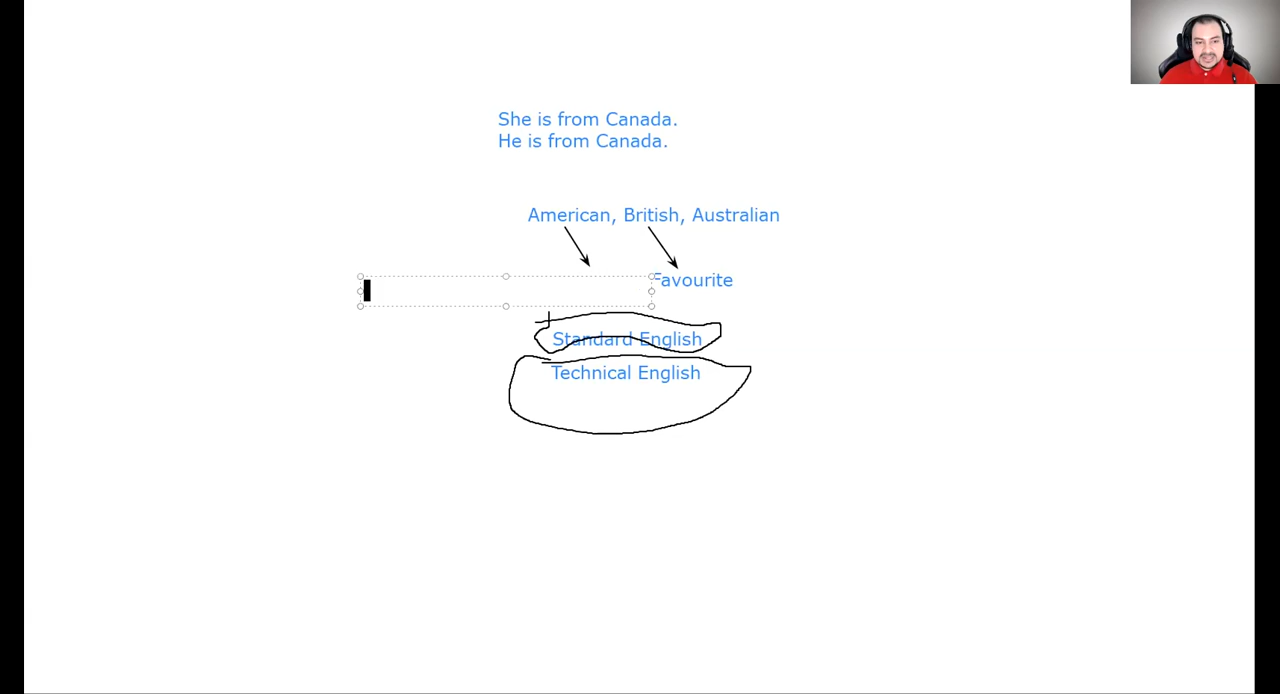 She is from Canada.
He is from Canada.
American, British, Australian
Favourite
Standard English
Technical English